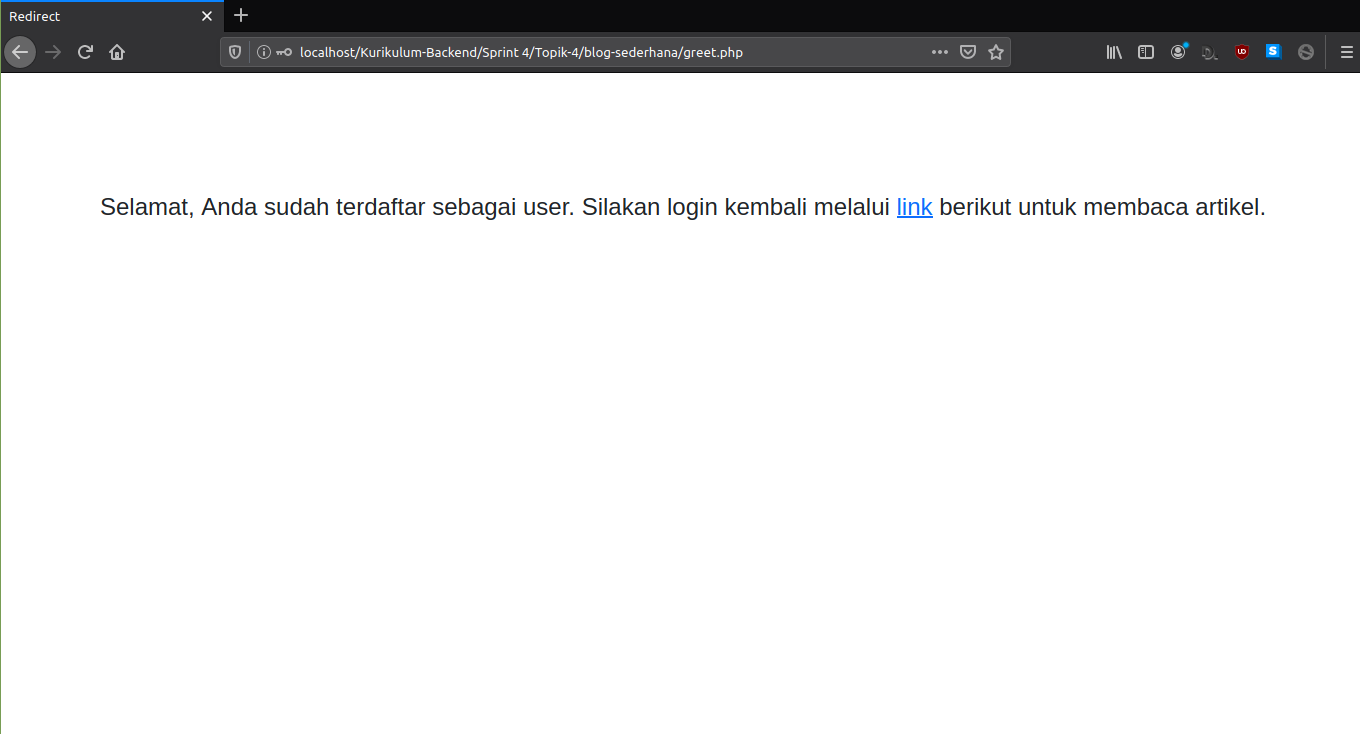 Redirect
localhost/Kurikulum-Backend/Sprint 4/Topik-4/blog-sederhana/greet.php
Selamat, Anda sudah terdaftar sebagai user. Silakan login kembali melalui link berikut untuk membaca artikel.